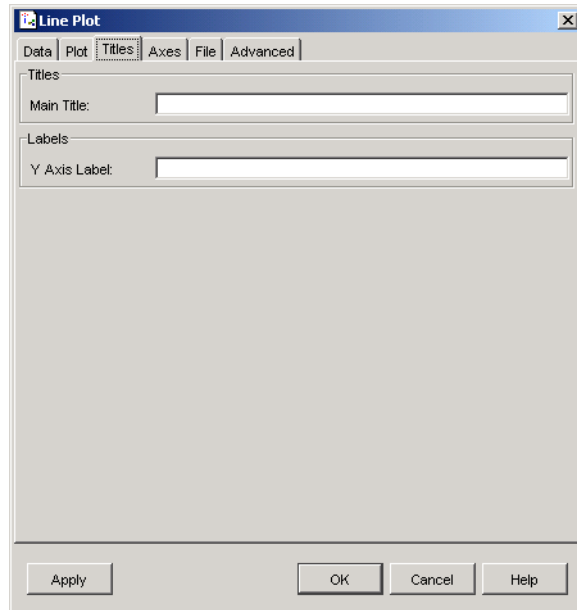 Line Plot
Data Plot Titles Axes File Advanced
Titles
Main Title:
Labels
Y Axis Label:
Apply OK Cancel Help